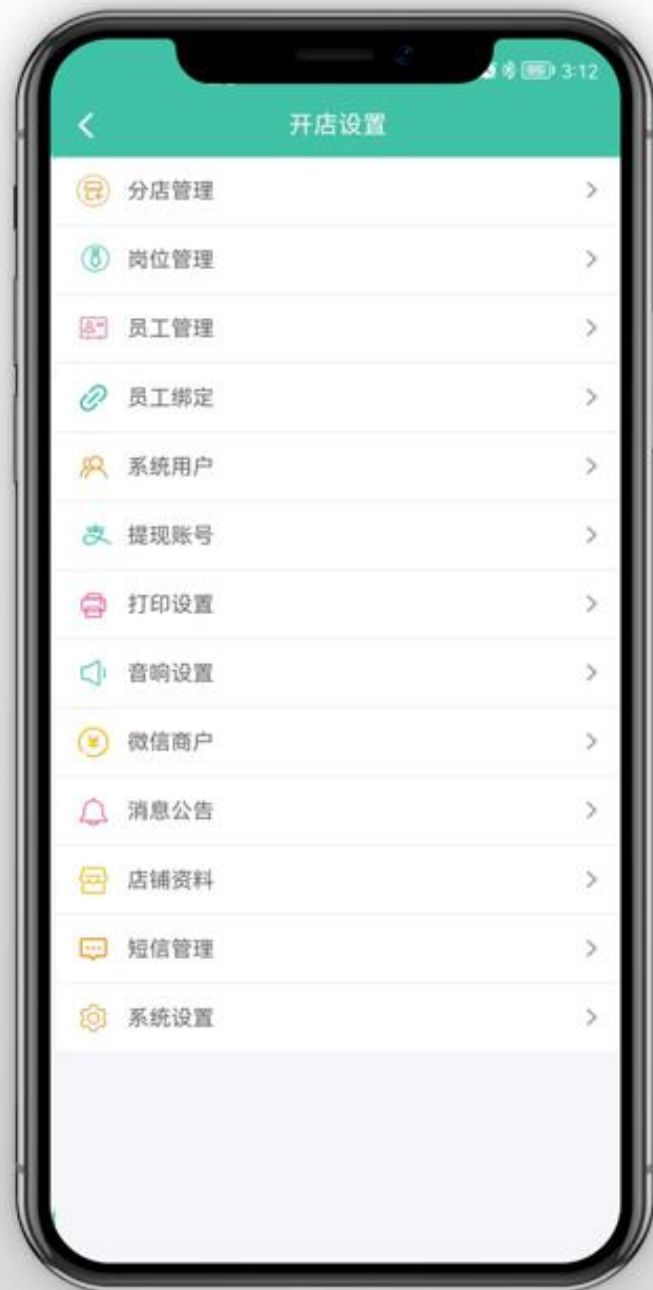 3:12
开店设置
分店管理
岗位管理
员工管理
员工绑定
系统用户
提现账号
打印设置
音响设置
微信商户
消息公告
店铺资料
短信管理
系统设置